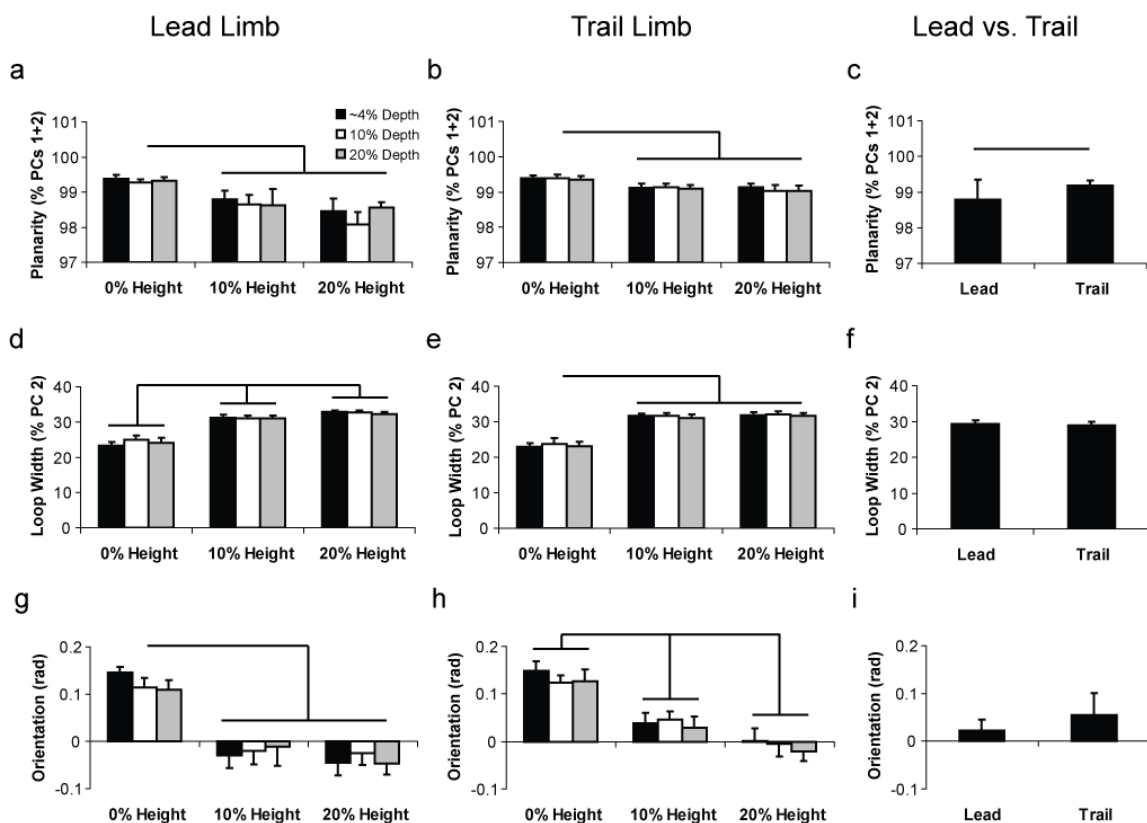 Lead Limb
Trail Limb
Lead vs. Trail
a
101
100
99
98
97
Planarity (% PCs 1+2)
~4% Depth
10% Depth
20% Depth
0% Height
10% Height
20% Height
b
101
100
99
98
97
Planarity (% PCs 1+2)
0% Height
10% Height
20% Height
c
101
100
99
98
97
Planarity (% PCs 1+2)
Lead
Trail
d
40
30
20
10
0
Loop Width (% PC 2)
0% Height
10% Height
20% Height
e
40
30
20
10
0
Loop Width (% PC 2)
0% Height
10% Height
20% Height
f
40
30
20
10
0
Loop Width (% PC 2)
Lead
Trail
g
0.2
0.1
0
-0.1
Orientation (rad)
0% Height
10% Height
20% Height
h
0.2
0.1
0
-0.1
Orientation (rad)
0% Height
10% Height
20% Height
i
0.2
0.1
0
-0.1
Orientation (rad)
Lead
Trail